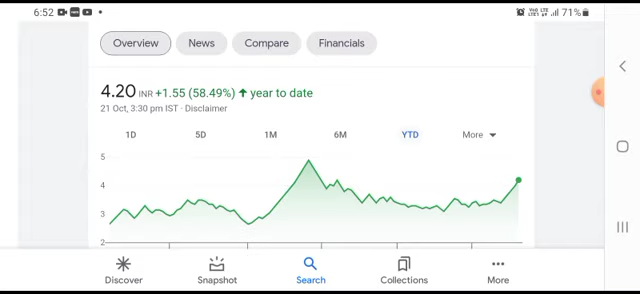 6:52 71%
Overview News Compare Financials
4.20 INR +1.55 (58.49%) ↑ year to date
21 Oct, 3:30 pm IST · Disclaimer
1D 5D 1M 6M YTD More
5
4
3
2
Discover Snapshot Search Collections More